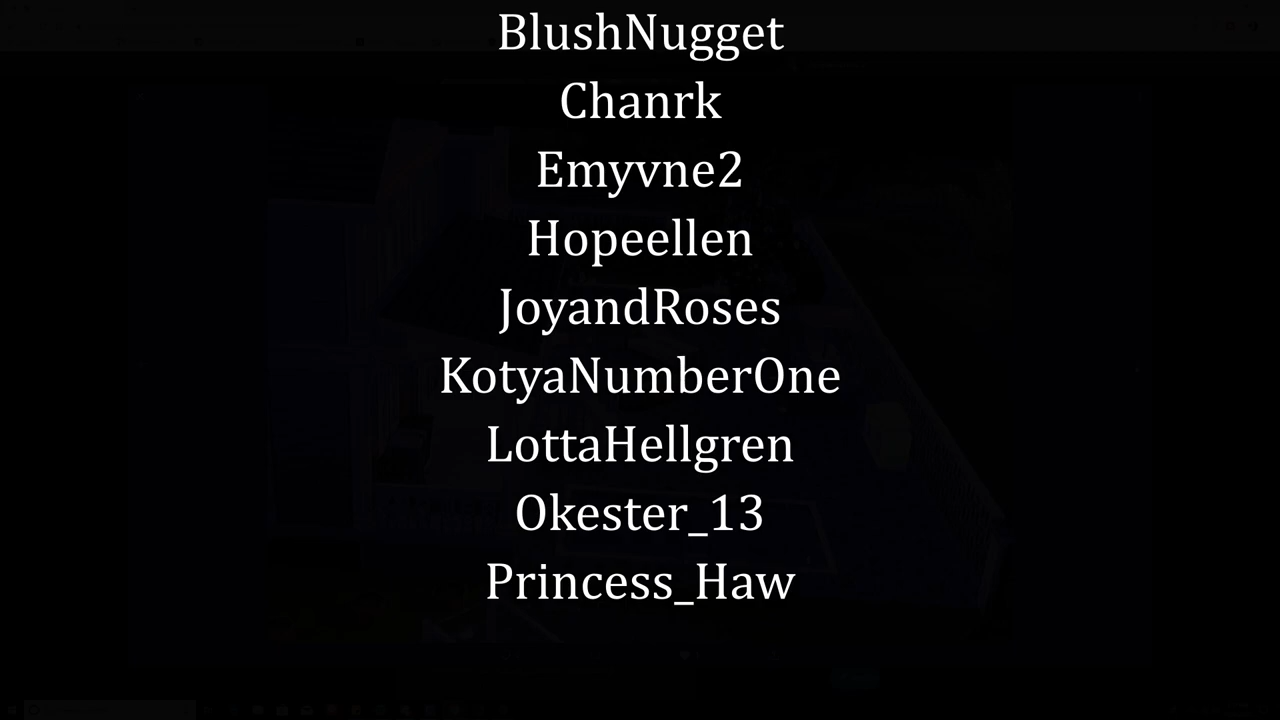 BlushNugget
Chanrk
Emyvne2
Hopeellen
JoyandRoses
KotyaNumberOne
LottaHellgren
Okester_13
Princess_Haw